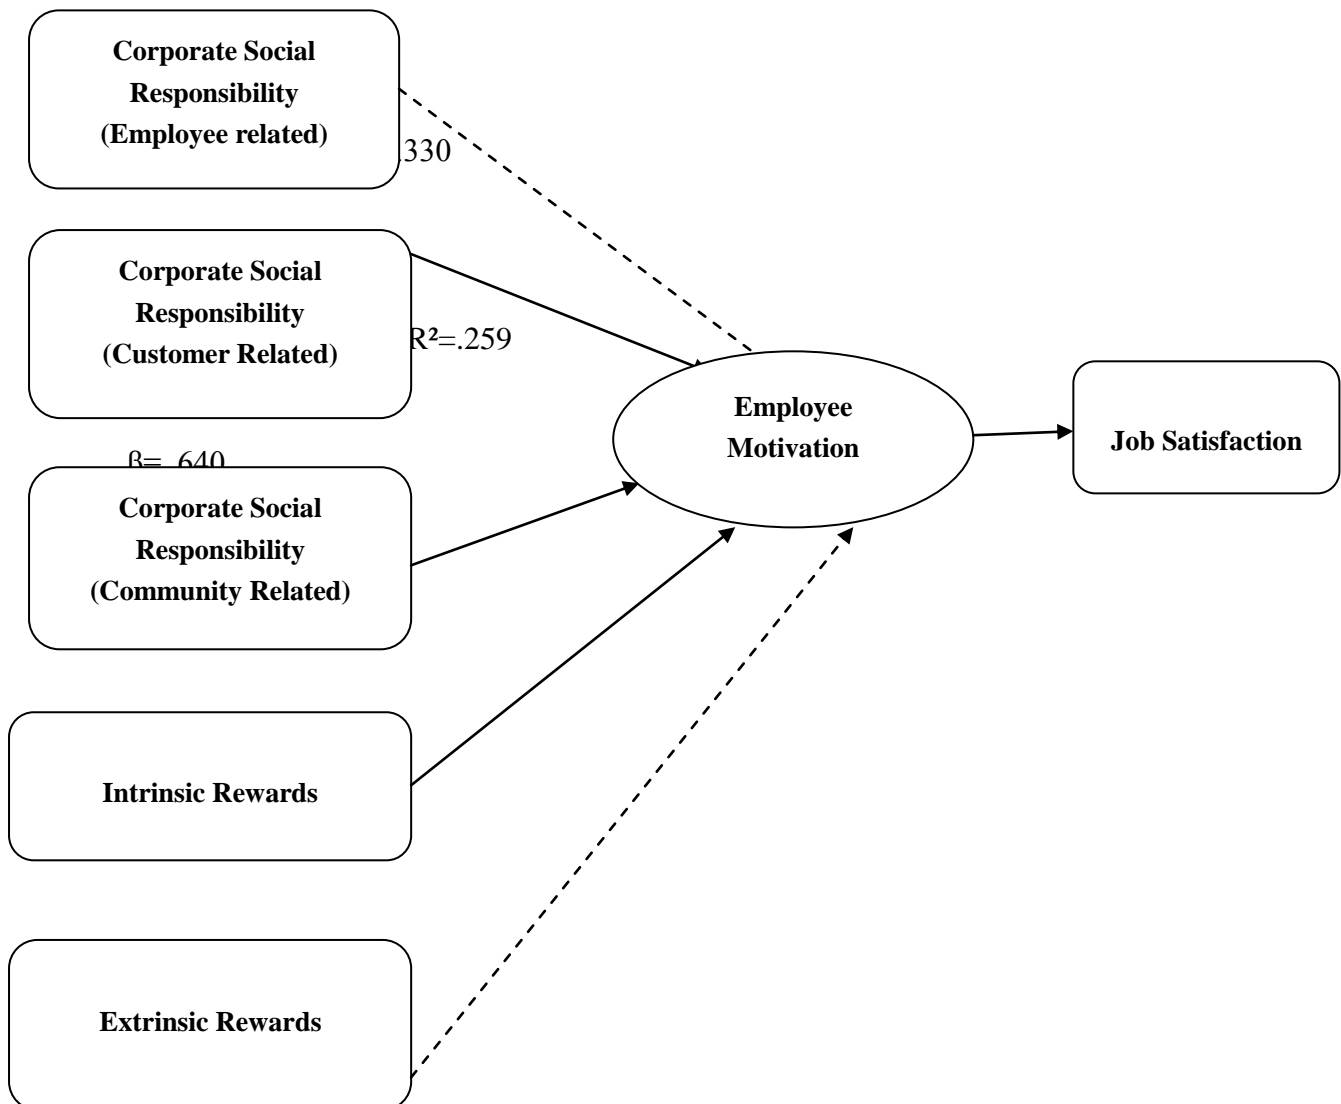 Corporate Social
Responsibility
(Employee related)
.330
Corporate Social
Responsibility
(Customer Related)
R²=.259
Employee
Motivation
Job Satisfaction
β= .640
Corporate Social
Responsibility
(Community Related)
Intrinsic Rewards
Extrinsic Rewards